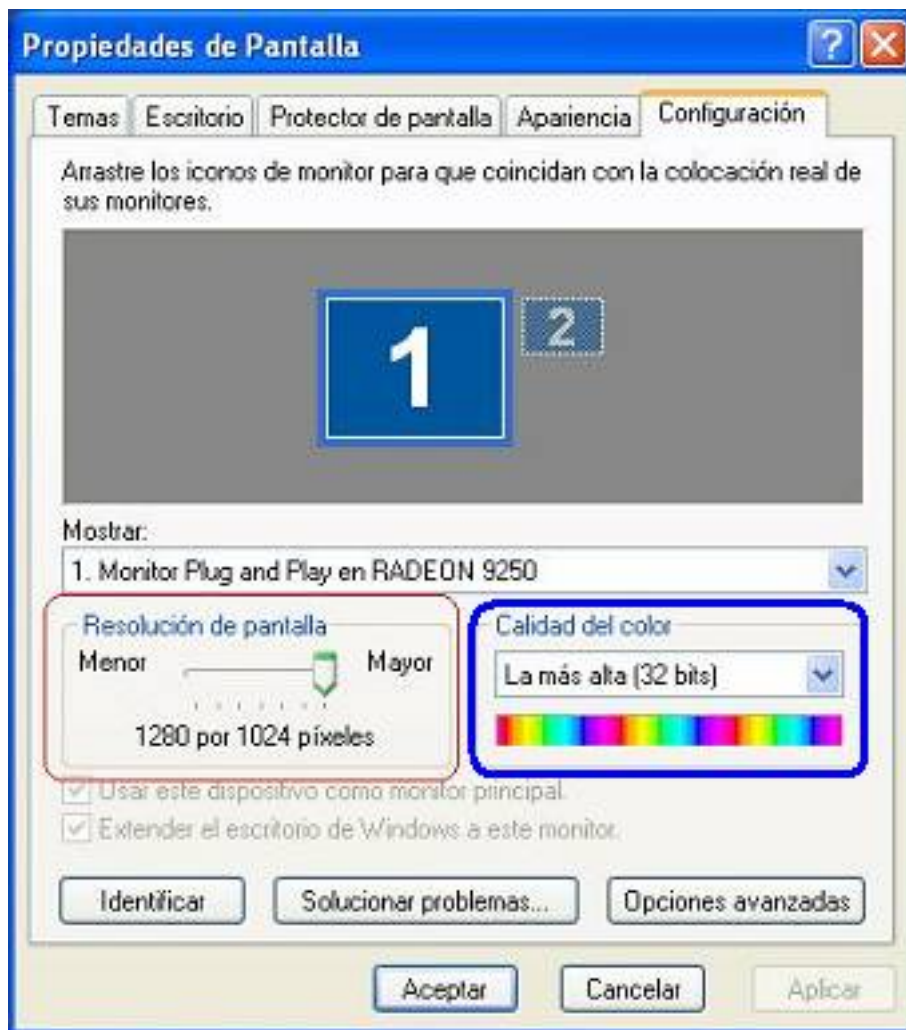 Propiedades de Pantalla
?
Temas
Escritorio
Protector de pantalla
Apariencia
Configuración
Arrastre los iconos de monitor para que coincidan con la colocación real de
sus monitores.
1
2
Mostrar:
1. Monitor Plug and Play en RADEON 9250
Resolución de pantalla
Menor
Mayor
1280 por 1024 píxeles
Calidad del color
La más alta (32 bits)
Usar este dispositivo como monitor principal.
Extender el escritorio de Windows a este monitor.
Identificar
Solucionar problemas...
Opciones avanzadas
Aceptar
Cancelar
Aplicar